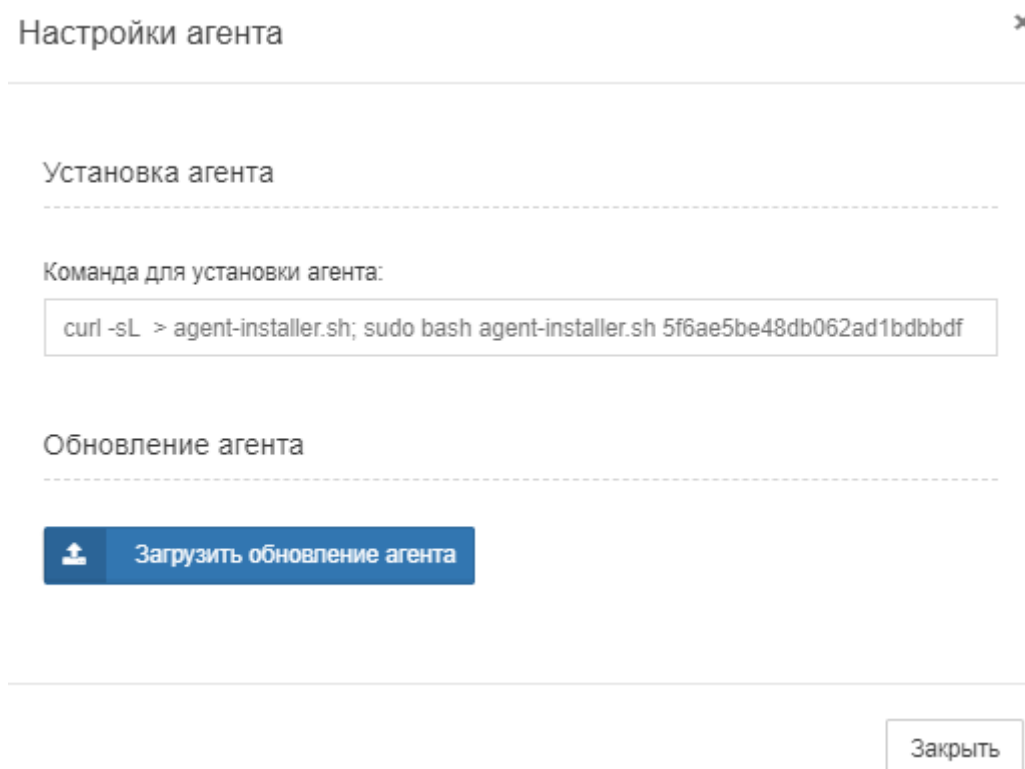 Настройки агента
Установка агента
Команда для установки агента:
curl -sL  > agent-installer.sh; sudo bash agent-installer.sh 5f6ae5be48db062ad1bdbbdf
Обновление агента
Загрузить обновление агента
Закрыть